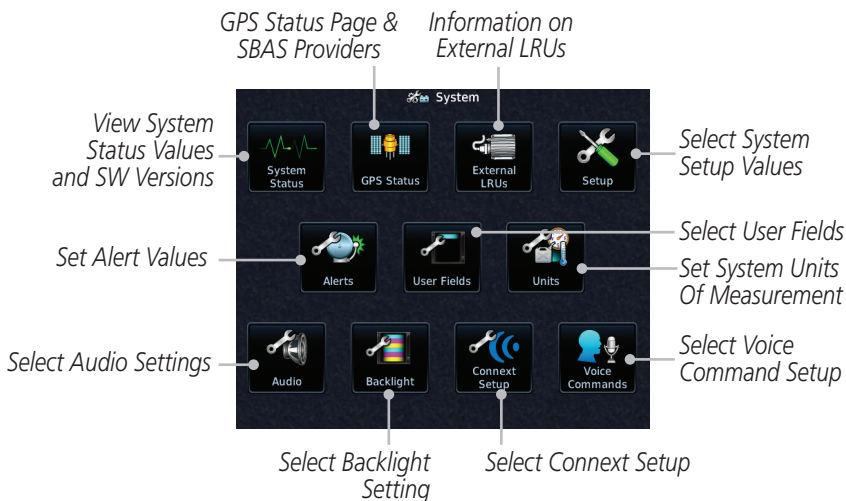 GPS Status Page &
SBAS Providers
Information on
External LRUs
System
View System
Status Values
and SW Versions
System
Status
GPS Status
External
LRUs
Setup
Select System
Setup Values
Set Alert Values
Alerts
User Fields
Units
Select User Fields
Set System Units
Of Measurement
Select Audio Settings
Audio
Backlight
Connext
Setup
Voice
Commands
Select Voice
Command Setup
Select Backlight
Setting
Select Connext Setup